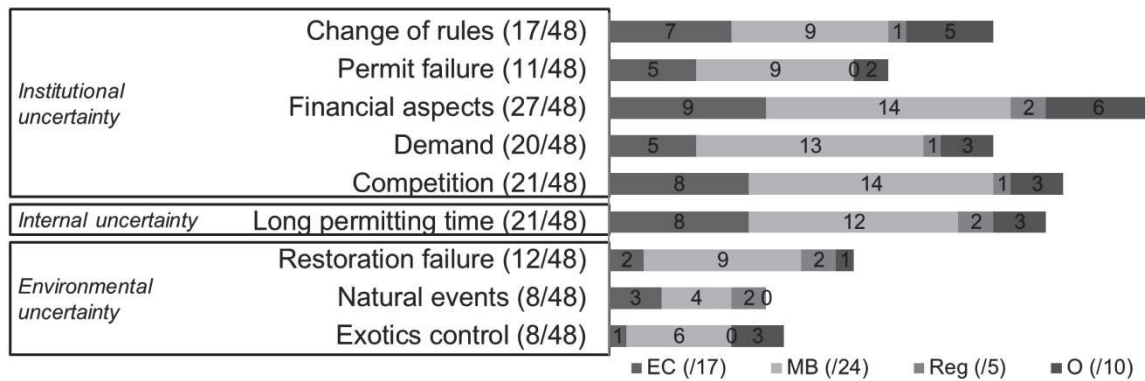 Change of rules (17/48) 7 9 1 5
Permit failure (11/48) 5 9 0 2
Institutional
uncertainty
Financial aspects (27/48) 9 14 2 6
Demand (20/48) 5 13 1 3
Competition (21/48) 8 14 1 3
Internal uncertainty Long permitting time (21/48) 8 12 2 3
Restoration failure (12/48) 2 9 2 1
Environmental
uncertainty
Natural events (8/48) 3 4 2 0
Exotics control (8/48) 1 6 0 3
EC (/17) MB (/24) Reg (/5) O (/10)